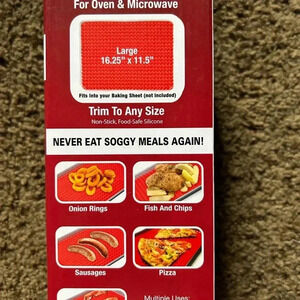 For Oven & Microwave
Large
16.25" x 11.5"
Fits Into your Baking Sheet (not included)
Trim To Any Size
Non-Stick, Food-Safe Silicone
NEVER EAT SOGGY MEALS AGAIN!
Onion Rings
Fish And Chips
Sausages
Pizza
Multiple Uses: